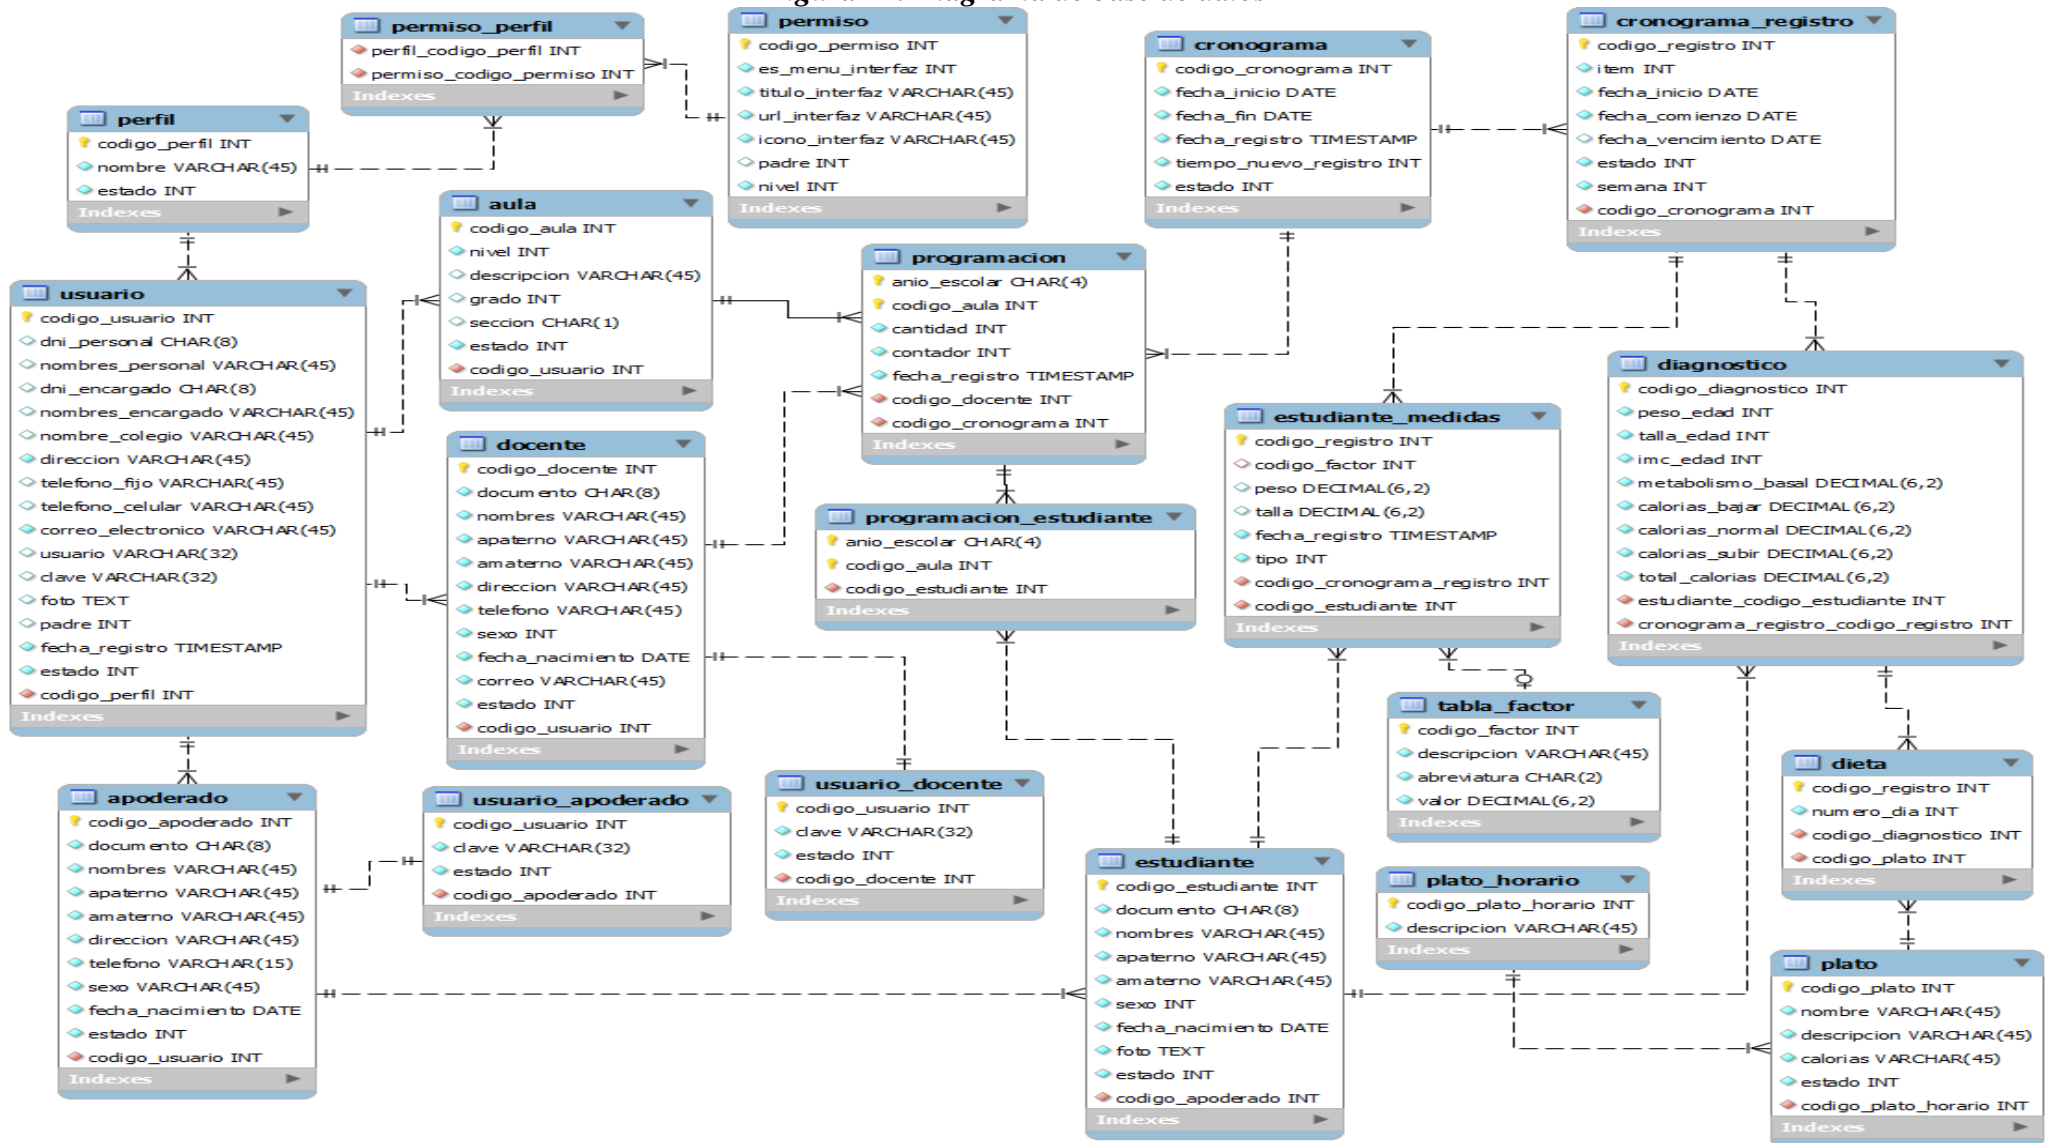 permiso_perfil
perfil_codigo_perfil INT
permiso_codigo_permiso INT
Indexes
permiso
codigo_permiso INT
es_menu_interfaz INT
titulo_interfaz VARCHAR(45)
url_interfaz VARCHAR(45)
icono_interfaz VARCHAR(45)
padre INT
nivel INT
Indexes
cronograma
codigo_cronograma INT
fecha_inicio DATE
fecha_fin DATE
fecha_registro TIMESTAMP
tiempo_nuevo_registro INT
estado INT
Indexes
cronograma_registro
codigo_registro INT
item INT
fecha_inicio DATE
fecha_comienzo DATE
fecha_vencimiento DATE
estado INT
semana INT
codigo_cronograma INT
Indexes
perfil
codigo_perfil INT
nombre VARCHAR(45)
estado INT
Indexes
aula
codigo_aula INT
nivel INT
descripcion VARCHAR(45)
grado INT
seccion CHAR(1)
estado INT
codigo_usuario INT
Indexes
programacion
anio_escolar CHAR(4)
codigo_aula INT
cantidad INT
contador INT
fecha_registro TIMESTAMP
codigo_docente INT
codigo_cronograma INT
Indexes
usuario
codigo_usuario INT
dni_personal CHAR(8)
nombres_personal VARCHAR(45)
dni_encargado CHAR(8)
nombres_encargado VARCHAR(45)
nombre_colegio VARCHAR(45)
direccion VARCHAR(45)
telefono_fijo VARCHAR(45)
telefono_celular VARCHAR(45)
correo_electronico VARCHAR(45)
usuario VARCHAR(32)
clave VARCHAR(32)
foto TEXT
padre INT
fecha_registro TIMESTAMP
estado INT
codigo_perfil INT
Indexes
docente
codigo_docente INT
documento CHAR(8)
nombres VARCHAR(45)
apaterno VARCHAR(45)
amaterno VARCHAR(45)
direccion VARCHAR(45)
telefono VARCHAR(45)
sexo INT
fecha_nacimiento DATE
correo VARCHAR(45)
estado INT
codigo_usuario INT
Indexes
programacion_estudiante
anio_escolar CHAR(4)
codigo_aula INT
codigo_estudiante INT
Indexes
estudiante_medidas
codigo_registro INT
codigo_factor INT
peso DECIMAL(6,2)
talla DECIMAL(6,2)
fecha_registro TIMESTAMP
tipo INT
codigo_cronograma_registro INT
codigo_estudiante INT
Indexes
diagnostico
codigo_diagnostico INT
peso_edad INT
talla_edad INT
imc_edad INT
metabolismo_basal DECIMAL(6,2)
calorias_bajar DECIMAL(6,2)
calorias_normal DECIMAL(6,2)
calorias_subir DECIMAL(6,2)
total_calorias DECIMAL(6,2)
estudiante_codigo_estudiante INT
cronograma_registro_codigo_registro INT
Indexes
tabla_factor
codigo_factor INT
descripcion VARCHAR(45)
abreviatura CHAR(2)
valor DECIMAL(6,2)
Indexes
dieta
codigo_registro INT
numero_dia INT
codigo_diagnostico INT
codigo_plato INT
Indexes
apoderado
codigo_apoderado INT
documento CHAR(8)
nombres VARCHAR(45)
apaterno VARCHAR(45)
amaterno VARCHAR(45)
direccion VARCHAR(45)
telefono VARCHAR(15)
sexo VARCHAR(45)
fecha_nacimiento DATE
estado INT
codigo_usuario INT
Indexes
usuario_apoderado
codigo_usuario INT
clave VARCHAR(32)
estado INT
codigo_apoderado INT
Indexes
usuario_docente
codigo_usuario INT
clave VARCHAR(32)
estado INT
codigo_docente INT
Indexes
estudiante
codigo_estudiante INT
documento CHAR(8)
nombres VARCHAR(45)
apaterno VARCHAR(45)
amaterno VARCHAR(45)
sexo INT
fecha_nacimiento DATE
foto TEXT
estado INT
codigo_apoderado INT
Indexes
plato_horario
codigo_plato_horario INT
descripcion VARCHAR(45)
Indexes
plato
codigo_plato INT
nombre VARCHAR(45)
descripcion VARCHAR(45)
calorias VARCHAR(45)
estado INT
codigo_plato_horario INT
Indexes